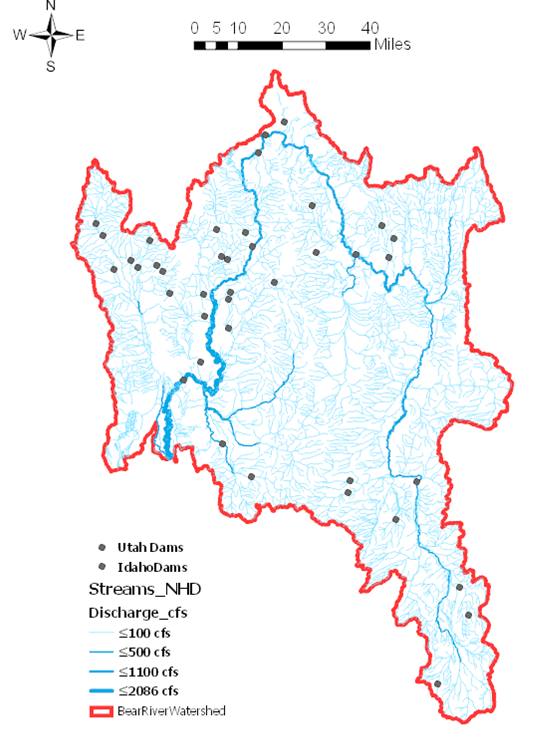 N
W E
S
0 5 10 20 30 40
Miles
Utah Dams
IdahoDams
Streams_NHD
Discharge_cfs
≤100 cfs
≤500 cfs
≤1100 cfs
≤2086 cfs
BearRiverWatershed